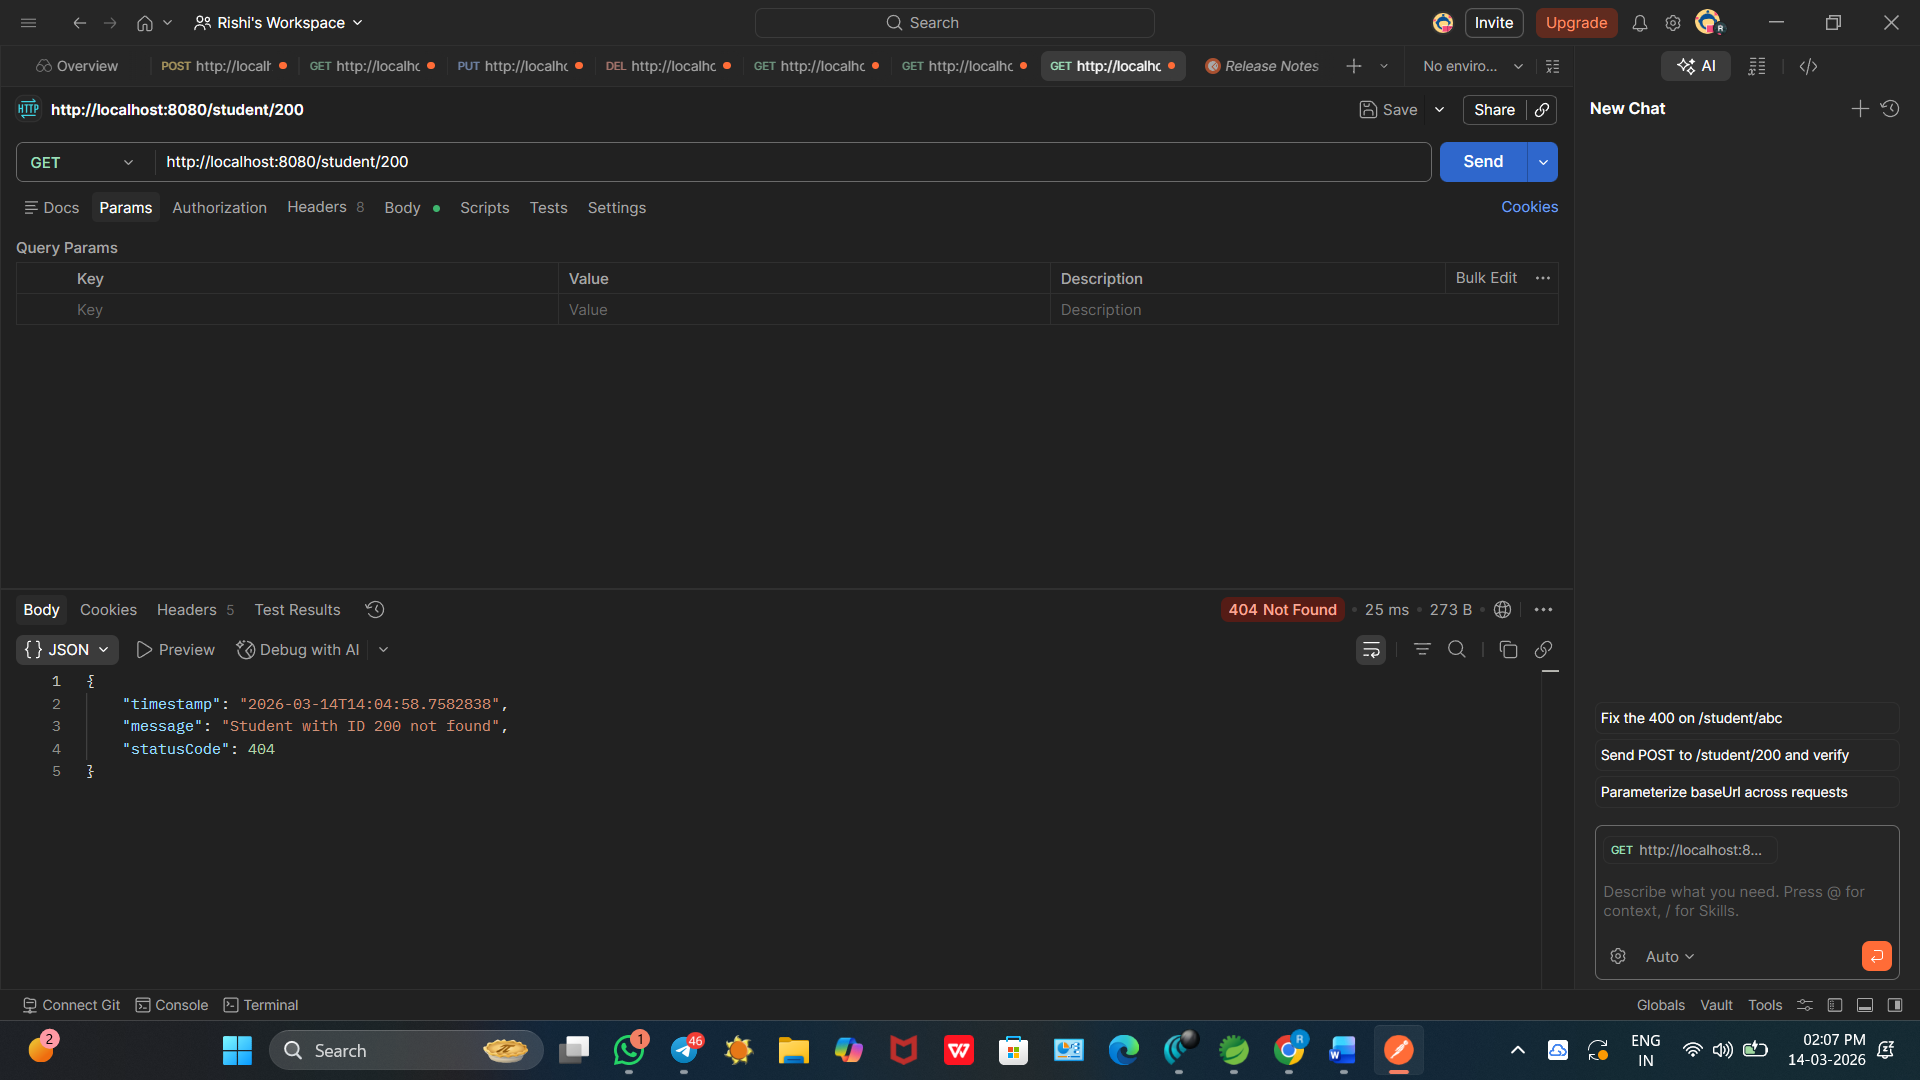 Rishi's Workspace
Search
Invite
Upgrade
Overview
POST http://localh
GET http://localhc
PUT http://localhc
DEL http://localhc
GET http://localhc
GET http://localhc
GET http://localhc
Release Notes
No enviro...
AI
HTTP http://localhost:8080/student/200
Save
Share
New Chat
GET
http://localhost:8080/student/200
Send
Docs
Params
Authorization
Headers 8
Body
Scripts
Tests
Settings
Cookies
Query Params
Key
Value
Description
Bulk Edit
Key
Value
Description
Body
Cookies
Headers 5
Test Results
404 Not Found
25 ms
273 B
{} JSON
Preview
Debug with AI
1 {
2 "timestamp": "2026-03-14T14:04:58.7582838",
3 "message": "Student with ID 200 not found",
4 "statusCode": 404
5 }
Fix the 400 on /student/abc
Send POST to /student/200 and verify
Parameterize baseUrl across requests
GET http://localhost:8...
Describe what you need. Press @ for
context, / for Skills.
Auto
Connect Git
Console
Terminal
Globals
Vault
Tools
2
Search
1
46
W
R
W
ENG
IN
02:07 PM
14-03-2026